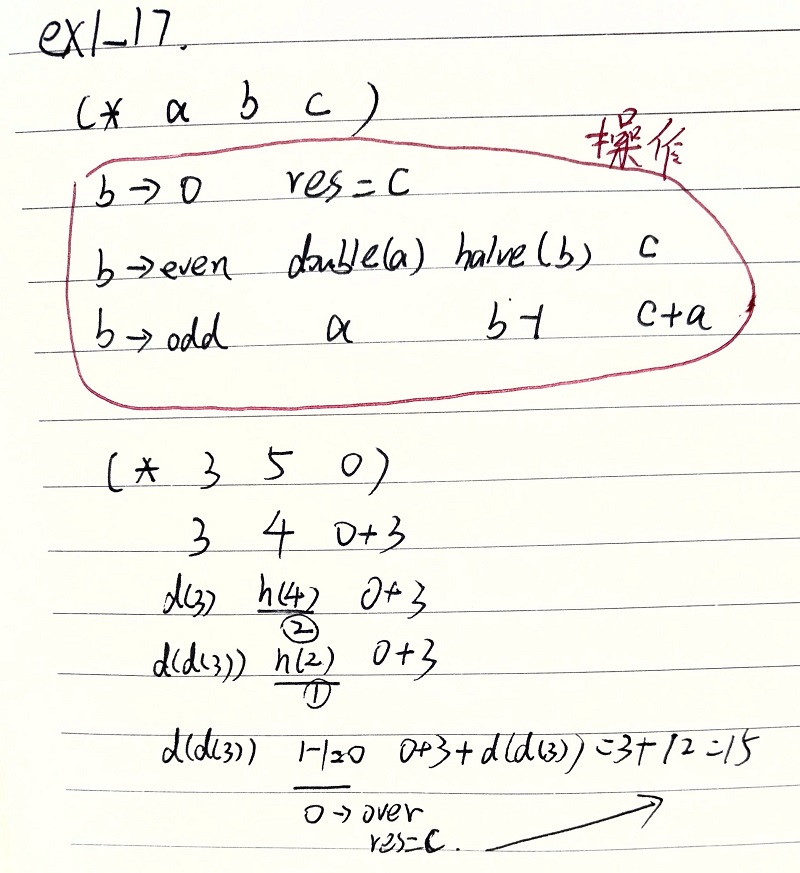 ex1_17.
(* a b c )
操作
b → 0 res = c
b → even double(a) halve(b) c
b → odd a b-1 c+a
(* 3 5 0)
3 4 0+3
d(3) h(4) 0+3
②
d(d(3)) h(2) 0+3
①
d(d(3)) 1-1=0 0+3+d(d(3))=3+12=15
0 → over
res=c.